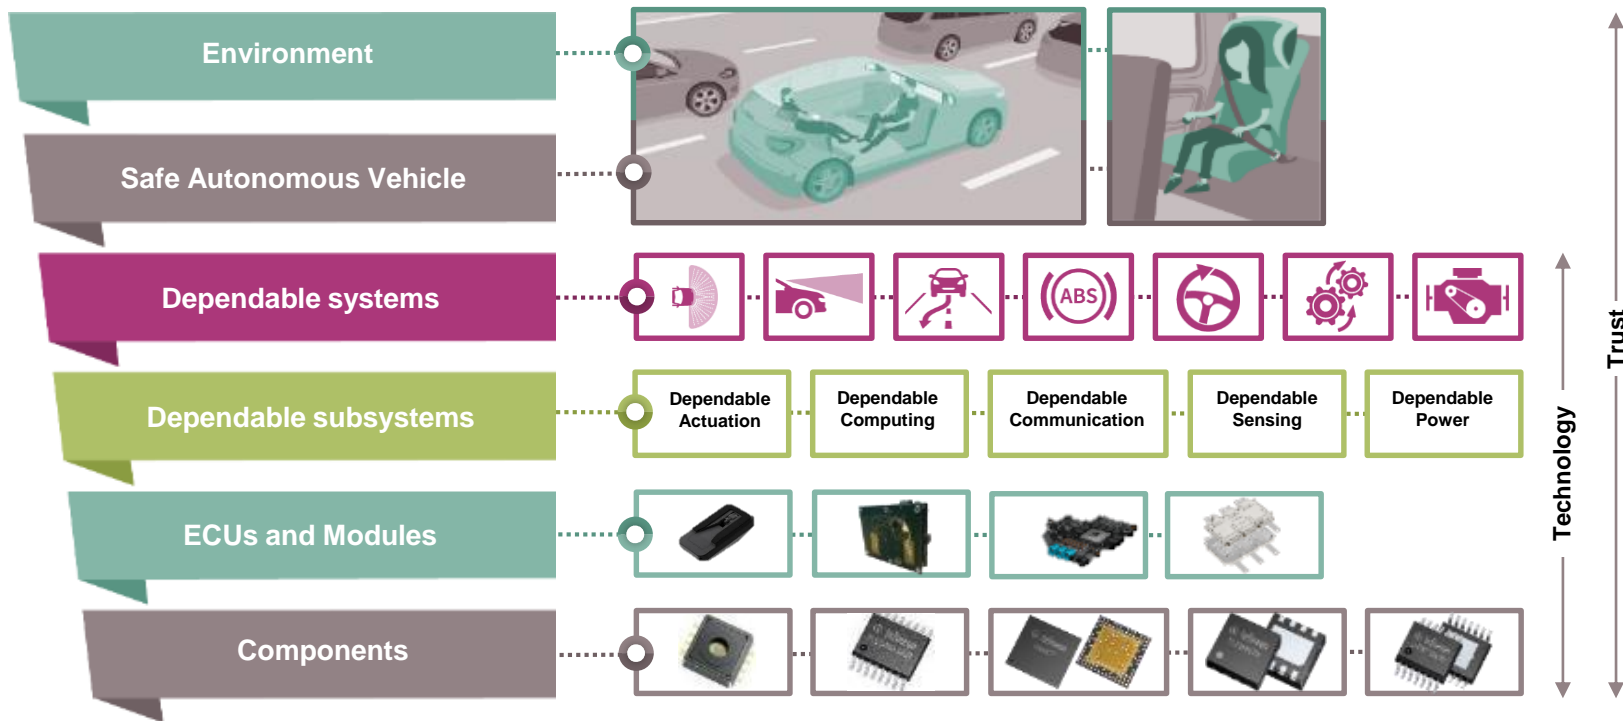 Environment
Safe Autonomous Vehicle
Dependable systems
ABS
Dependable subsystems
Dependable
Actuation
Dependable
Computing
Dependable
Communication
Dependable
Sensing
Dependable
Power
ECUs and Modules
Components
Technology
Trust